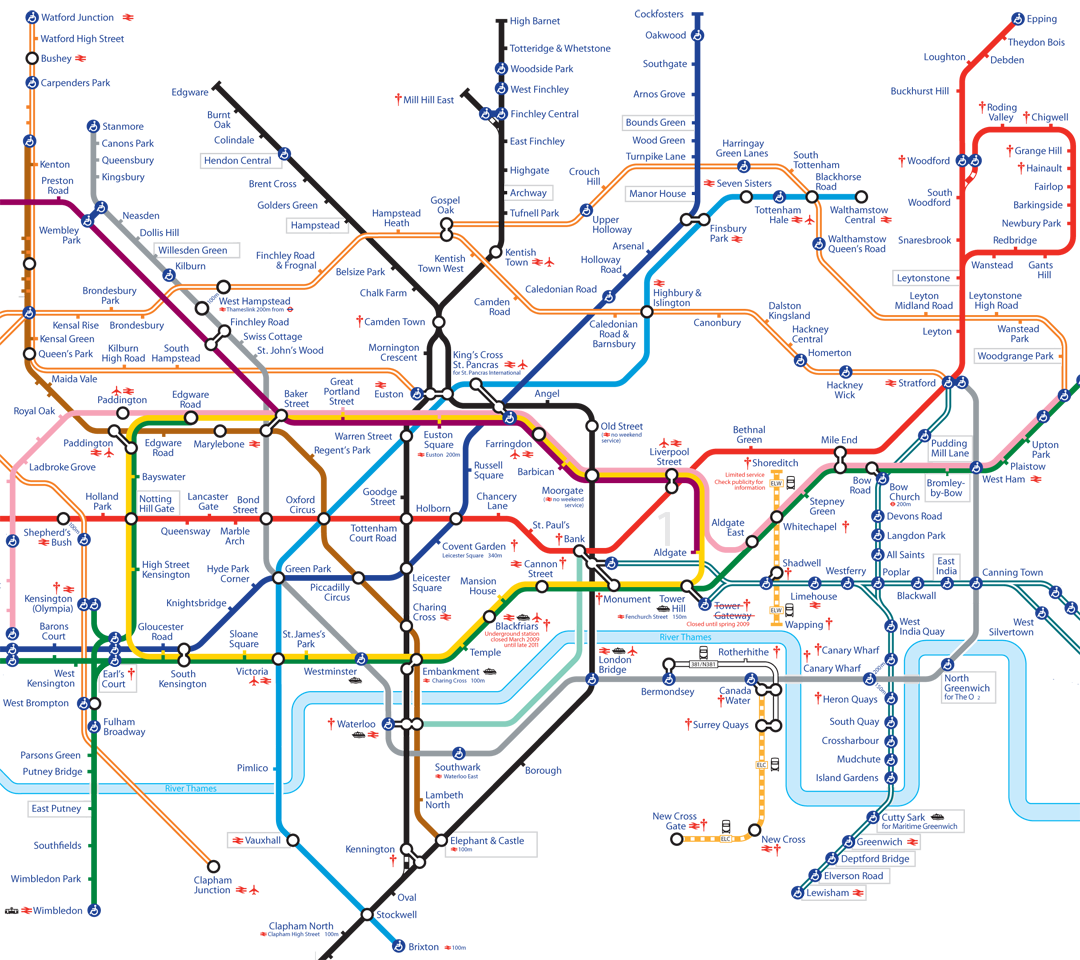 Watford Junction
Watford High Street
Bushey
Carpenders Park
Kenton
Preston
Road
Stanmore
Canons Park
Queensbury
Kingsbury
Wembley
Park
Neasden
Dollis Hill
Willesden Green
Kilburn
100m
West Hampstead
Thameslink 200m from
Finchley Road
Swiss Cottage
St. John's Wood
Edgware
Burnt
Oak
Colindale
Hendon Central
Brent Cross
Golders Green
Hampstead
Hampstead
Heath
Gospel
Oak
Finchley Road
& Frognal
Belsize Park
Chalk Farm
† Camden Town
Mornington
Crescent
High Barnet
Totteridge & Whetstone
Woodside Park
West Finchley
† Mill Hill East
Finchley Central
East Finchley
Highgate
Archway
Tufnell Park
Kentish
Town
Kentish
Town West
Camden
Road
Cockfosters
Oakwood
Southgate
Arnos Grove
Bounds Green
Wood Green
Turnpike Lane
Manor House
Crouch
Hill
Upper
Holloway
Arsenal
Holloway
Road
Caledonian Road
Finsbury
Park
Seven Sisters
Harringay
Green Lanes
South
Tottenham
Blackhorse
Road
Tottenham
Hale
Walthamstow
Central
Walthamstow
Queen's Road
Highbury &
Islington
Caledonian
Road &
Barnsbury
Canonbury
Dalston
Kingsland
Hackney
Central
Homerton
Hackney
Wick
Epping
Theydon Bois
Debden
Loughton
Buckhurst Hill
† Roding
Valley
† Chigwell
† Grange Hill
† Hainault
Fairlop
Barkingside
Newbury Park
Redbridge
Gants
Hill
Wanstead
† Woodford
South
Woodford
Snaresbrook
Leytonstone
Leyton
Midland Road
Leytonstone
High Road
Leyton
Wanstead
Park
Woodgrange Park
Stratford
Brondesbury
Park
Kensal Rise
Brondesbury
Kensal Green
Queen's Park
Kilburn
High Road
South
Hampstead
Maida Vale
Royal Oak
Paddington
Paddington
Edgware
Road
Edgware
Road
Marylebone
Baker
Street
Great
Portland
Street
Euston
King's Cross
St. Pancras
for St. Pancras International
Angel
Warren Street
Euston
Square
Euston 200m
Regent's Park
Farringdon
Barbican
Russell
Square
Chancery
Lane
Old Street
(no weekend
service)
Moorgate
(no weekend
service)
Liverpool
Street
Bethnal
Green
Mile End
†Shoreditch
Limited service
Check publicity for
information
ELW
Stepney
Green
Whitechapel †
Bow
Road
Bow
Church
200m
Pudding
Mill Lane
Bromley-
by-Bow
West Ham
Plaistow
Upton
Park
Ladbroke Grove
Bayswater
Holland
Park
Notting
Hill Gate
Lancaster
Gate
Queensway
Bond
Street
Marble
Arch
Oxford
Circus
Goodge
Street
Tottenham
Court Road
Holborn
Covent Garden †
Leicester Square 340m
St. Paul's
†Bank
Shepherd's
Bush
100m
High Street
Kensington
Kensington
(Olympia)
Hyde Park
Corner
Green Park
Piccadilly
Circus
Leicester
Square
Charing
Cross
Knightsbridge
Barons
Court
Gloucester
Road
Sloane
Square
St. James's
Park
Earl's
Court
West
Kensington
South
Kensington
Victoria
Westminster
Embankment
Charing Cross 100m
Temple
Mansion
House
Cannon
Street
Blackfriars
Underground station
closed March 2009
until late 2011
†Monument
Aldgate
Aldgate
East
1
Tower
Hill
Fenchurch Street 150m
Tower
Gateway
Closed until spring 2009
†Shadwell
ELW
Wapping †
Limehouse
Westferry
Poplar
Devons Road
Langdon Park
All Saints
Blackwall
East
India
Canning Town
West
Silvertown
West India Quay
†Canary Wharf
Canary Wharf
†Heron Quays
South Quay
Crossharbour
Mudchute
Island Gardens
Cutty Sark
for Maritime Greenwich
Greenwich
Deptford Bridge
Elverson Road
Lewisham
North
Greenwich
for The O2
River Thames
London
Bridge
Bermondsey
381/N381
Rotherhithe †
Canada
†Water
†Surrey Quays
ELC
New Cross
Gate
New Cross
ELC
West Brompton
Fulham
Broadway
Parsons Green
Putney Bridge
River Thames
East Putney
Southfields
Wimbledon Park
Wimbledon
Clapham
Junction
Pimlico
Vauxhall
†Waterloo
Southwark
Waterloo East
Borough
Lambeth
North
Kennington
Elephant & Castle
100m
Oval
Stockwell
Clapham North
Clapham High Street 100m
Brixton 100m